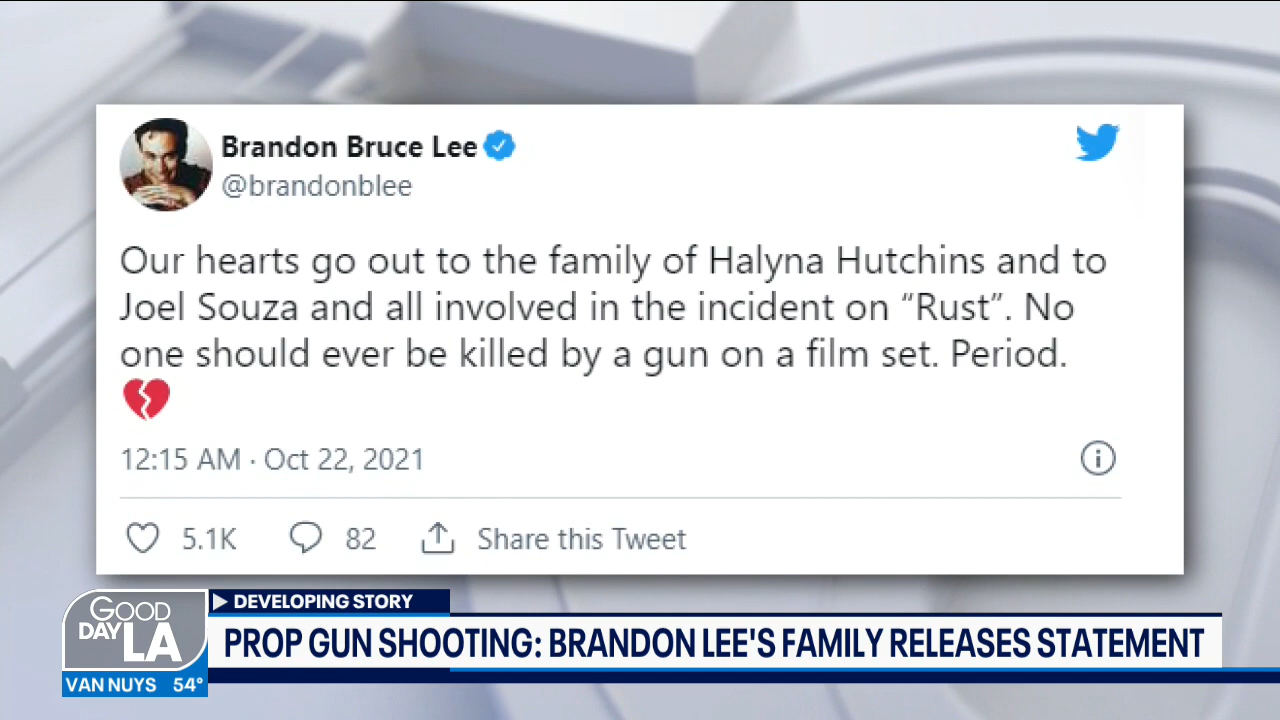 Brandon Bruce Lee
@brandonblee
Our hearts go out to the family of Halyna Hutchins and to
Joel Souza and all involved in the incident on “Rust”. No
one should ever be killed by a gun on a film set. Period.
💔
12:15 AM · Oct 22, 2021
5.1K 82 Share this Tweet
DEVELOPING STORY
GOOD
DAY LA
PROP GUN SHOOTING: BRANDON LEE'S FAMILY RELEASES STATEMENT
VAN NUYS 54°